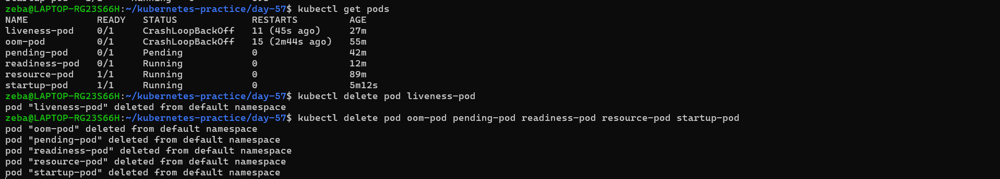 zeba@LAPTOP-RG23S66H:~/kubernetes-practice/day-57$ kubectl get pods
NAME            READY   STATUS             RESTARTS         AGE
liveness-pod    0/1     CrashLoopBackOff   11 (45s ago)     27m
oom-pod         0/1     CrashLoopBackOff   15 (2m44s ago)   55m
pending-pod     0/1     Pending            0                42m
readiness-pod   0/1     Running            0                12m
resource-pod    1/1     Running            0                89m
startup-pod     1/1     Running            0                5m12s
zeba@LAPTOP-RG23S66H:~/kubernetes-practice/day-57$ kubectl delete pod liveness-pod
pod "liveness-pod" deleted from default namespace
zeba@LAPTOP-RG23S66H:~/kubernetes-practice/day-57$ kubectl delete pod oom-pod pending-pod readiness-pod resource-pod startup-pod
pod "oom-pod" deleted from default namespace
pod "pending-pod" deleted from default namespace
pod "readiness-pod" deleted from default namespace
pod "resource-pod" deleted from default namespace
pod "startup-pod" deleted from default namespace